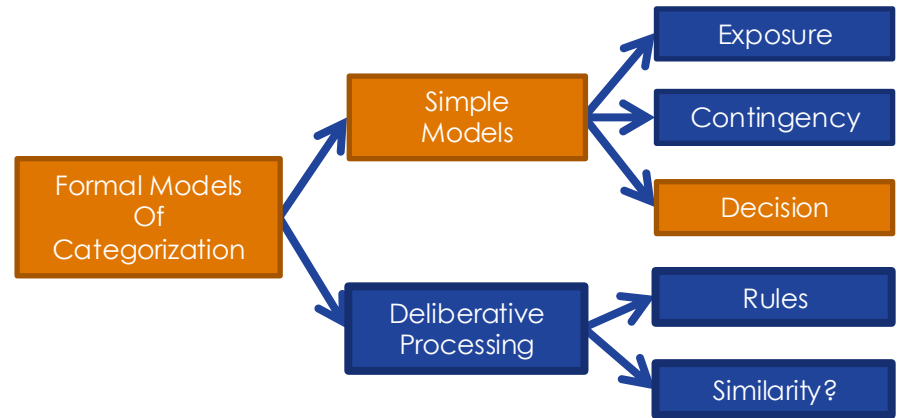 Formal Models
Of
Categorization
Simple
Models
Exposure
Contingency
Decision
Deliberative
Processing
Rules
Similarity?